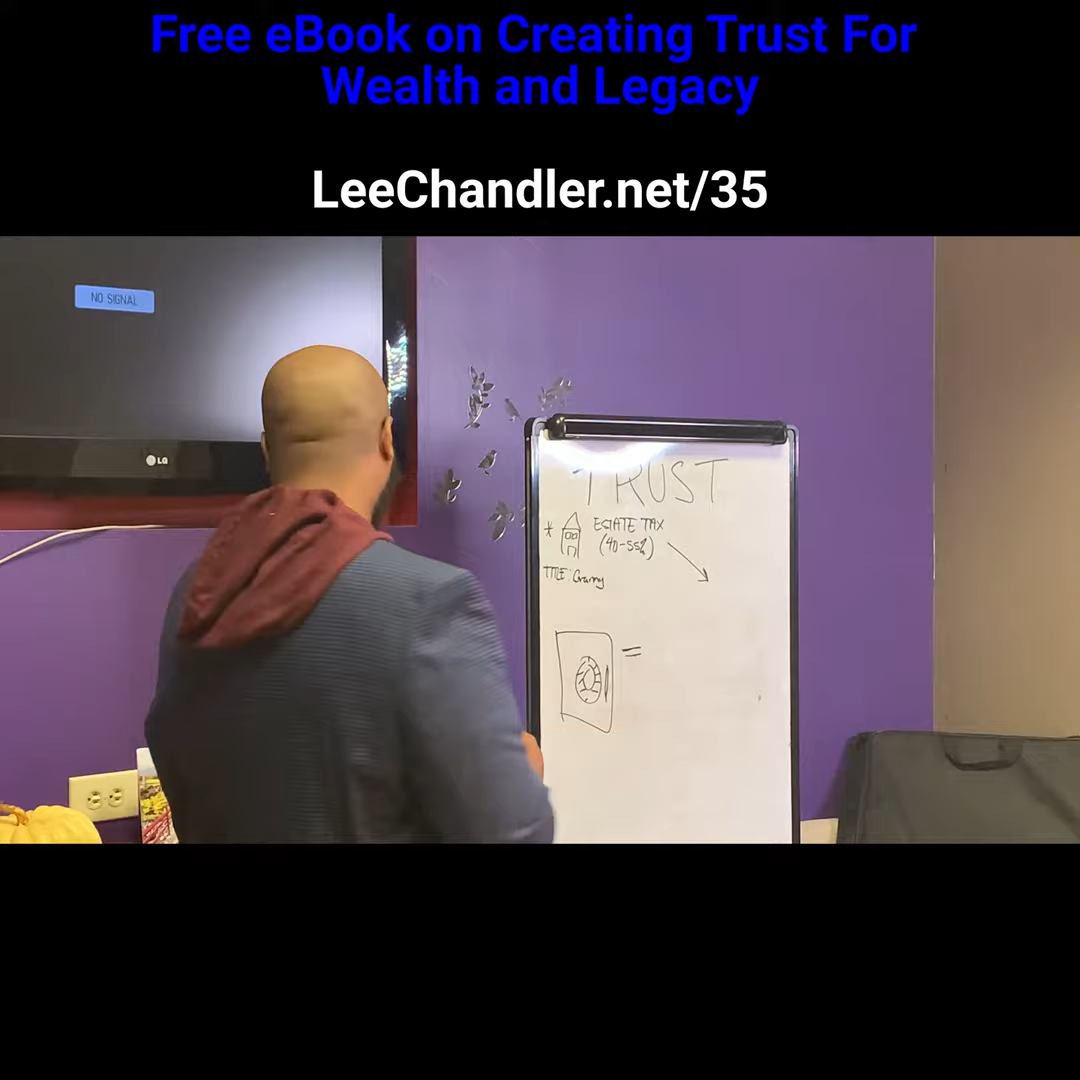 Free eBook on Creating Trust For
Wealth and Legacy
LeeChandler.net/35
NO SIGNAL
LG
TRUST
* ESTATE TAX
(40-55%)
TITLE: Granny
=